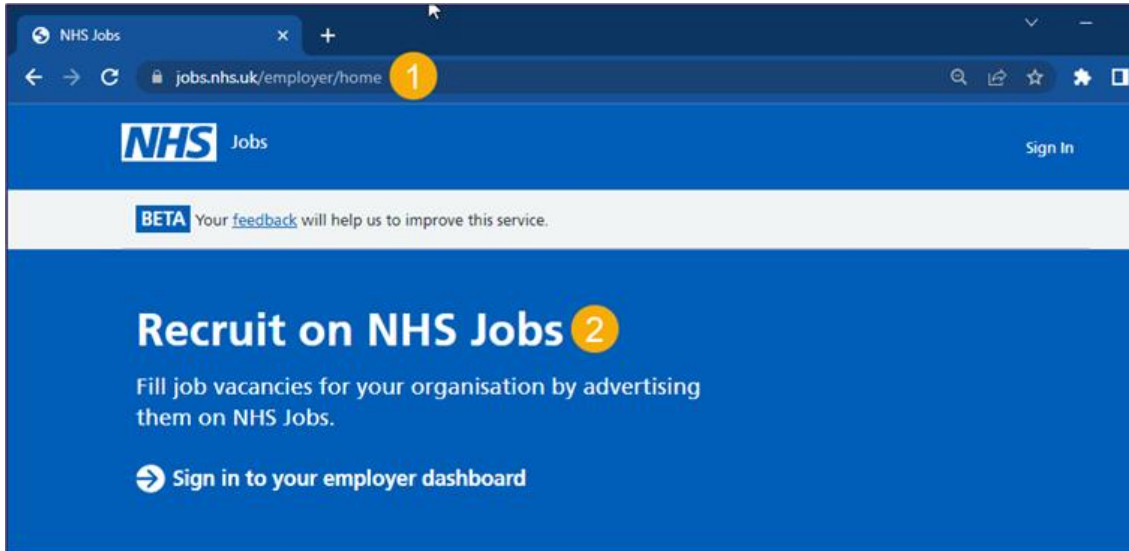 NHS Jobs
jobs.nhs.uk/employer/home 1
NHS Jobs
Sign In
BETA Your feedback will help us to improve this service.
Recruit on NHS Jobs 2
Fill job vacancies for your organisation by advertising
them on NHS Jobs.
Sign in to your employer dashboard